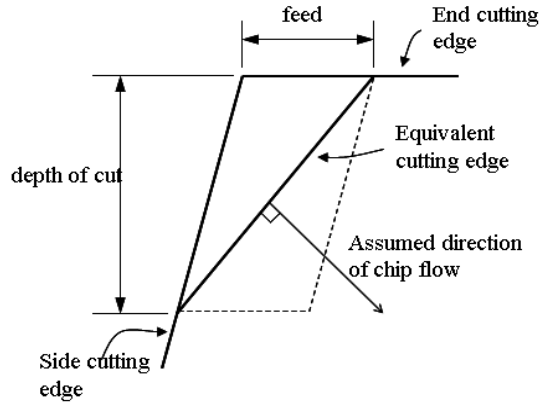 feed
End cutting
edge
Equivalent
cutting edge
depth of cut
Assumed direction
of chip flow
Side cutting
edge